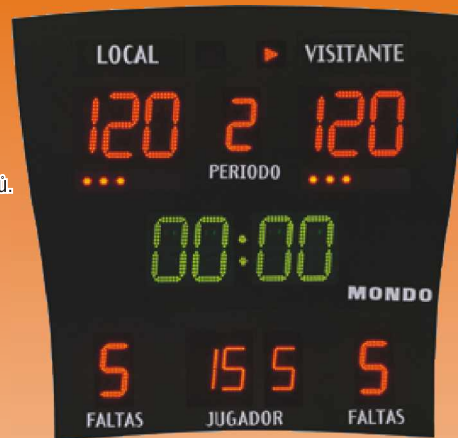 LOCAL VISITANTE
120 2 120
PERIODO
ů.
00:00
MONDO
5 15 5 5
FALTAS JUGADOR FALTAS